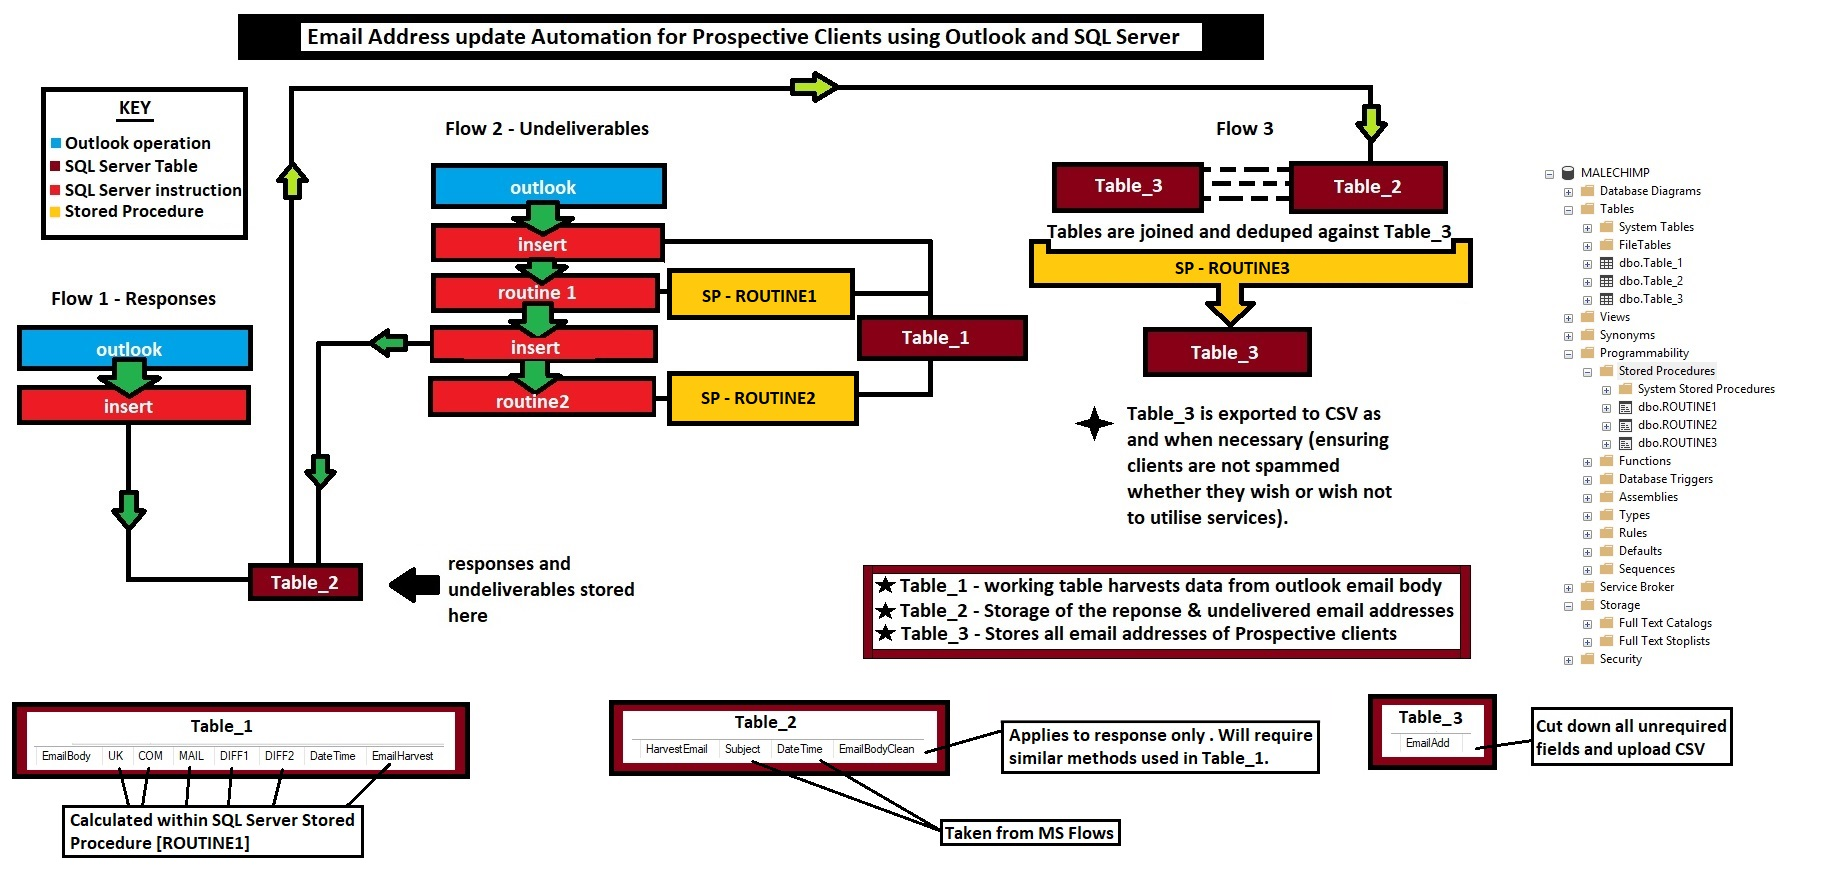 Email Address update Automation for Prospective Clients using Outlook and SQL Server
KEY
Outlook operation
SQL Server Table
SQL Server instruction
Stored Procedure
Flow 1 - Responses
outlook
insert
Flow 2 - Undeliverables
outlook
insert
routine 1
SP - ROUTINE1
insert
Table_1
routine2
SP - ROUTINE2
Table_2
responses and
undeliverables stored
here
Flow 3
Table_3
Table_2
Tables are joined and deduped against Table_3
SP - ROUTINE3
Table_3
Table_3 is exported to CSV as
and when necessary (ensuring
clients are not spammed
whether they wish or wish not
to utilise services).
Table_1 - working table harvests data from outlook email body
Table_2 - Storage of the reponse & undelivered email addresses
Table_3 - Stores all email addresses of Prospective clients
MALECHIMP
Database Diagrams
Tables
System Tables
FileTables
dbo.Table_1
dbo.Table_2
dbo.Table_3
Views
Synonyms
Programmability
Stored Procedures
System Stored Procedures
dbo.ROUTINE1
dbo.ROUTINE2
dbo.ROUTINE3
Functions
Database Triggers
Assemblies
Types
Rules
Defaults
Sequences
Service Broker
Storage
Full Text Catalogs
Full Text Stoplists
Security
Table_1
EmailBody UK COM MAIL DIFF1 DIFF2 DateTime EmailHarvest
Calculated within SQL Server Stored
Procedure [ROUTINE1]
Table_2
HarvestEmail Subject DateTime EmailBodyClean
Applies to response only . Will require
similar methods used in Table_1.
Taken from MS Flows
Table_3
EmailAdd
Cut down all unrequired
fields and upload CSV